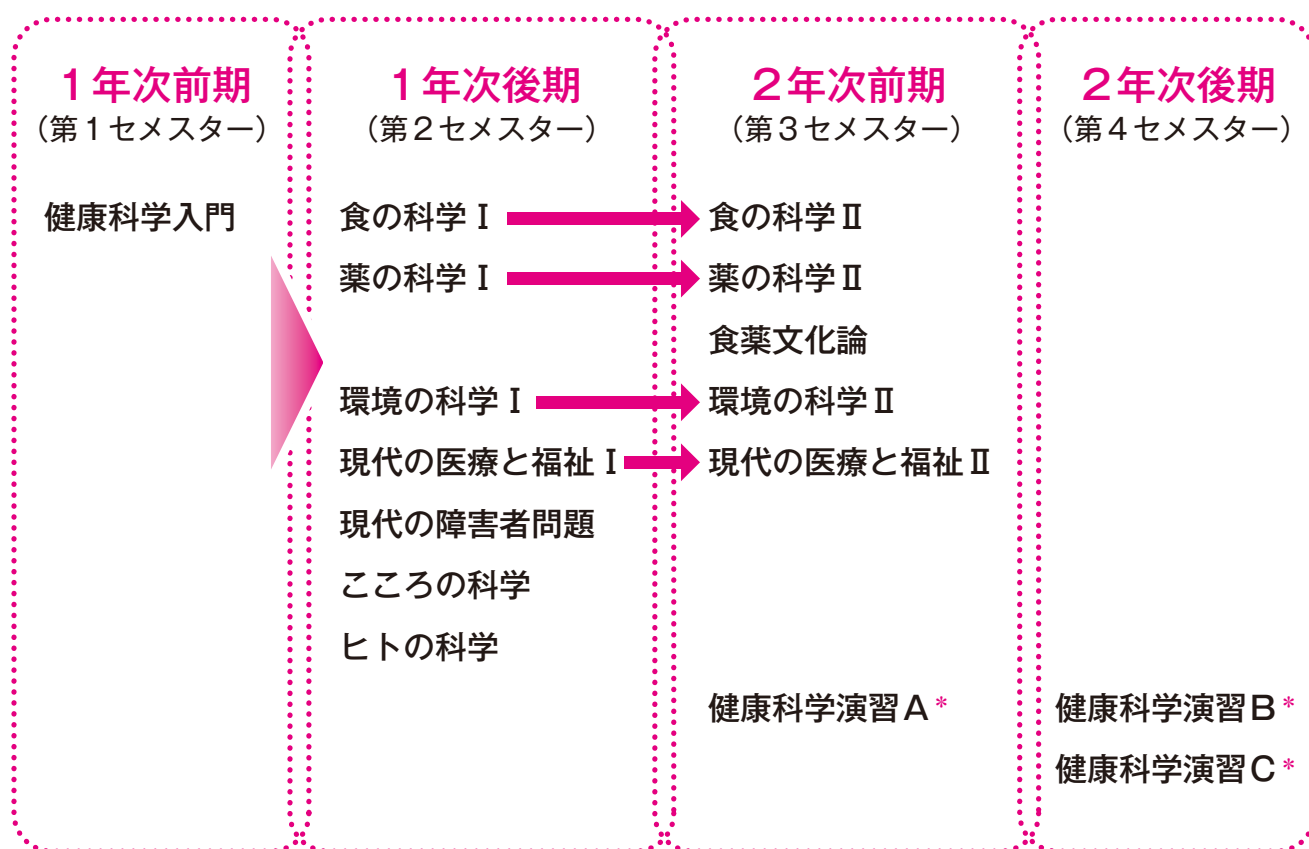 1年次前期
(第1セメスター)
健康科学入門
1年次後期
(第2セメスター)
食の科学Ⅰ
薬の科学Ⅰ
環境の科学Ⅰ
現代の医療と福祉Ⅰ
現代の障害者問題
こころの科学
ヒトの科学
2年次前期
(第3セメスター)
食の科学Ⅱ
薬の科学Ⅱ
食薬文化論
環境の科学Ⅱ
現代の医療と福祉Ⅱ
健康科学演習A*
2年次後期
(第4セメスター)
健康科学演習B*
健康科学演習C*